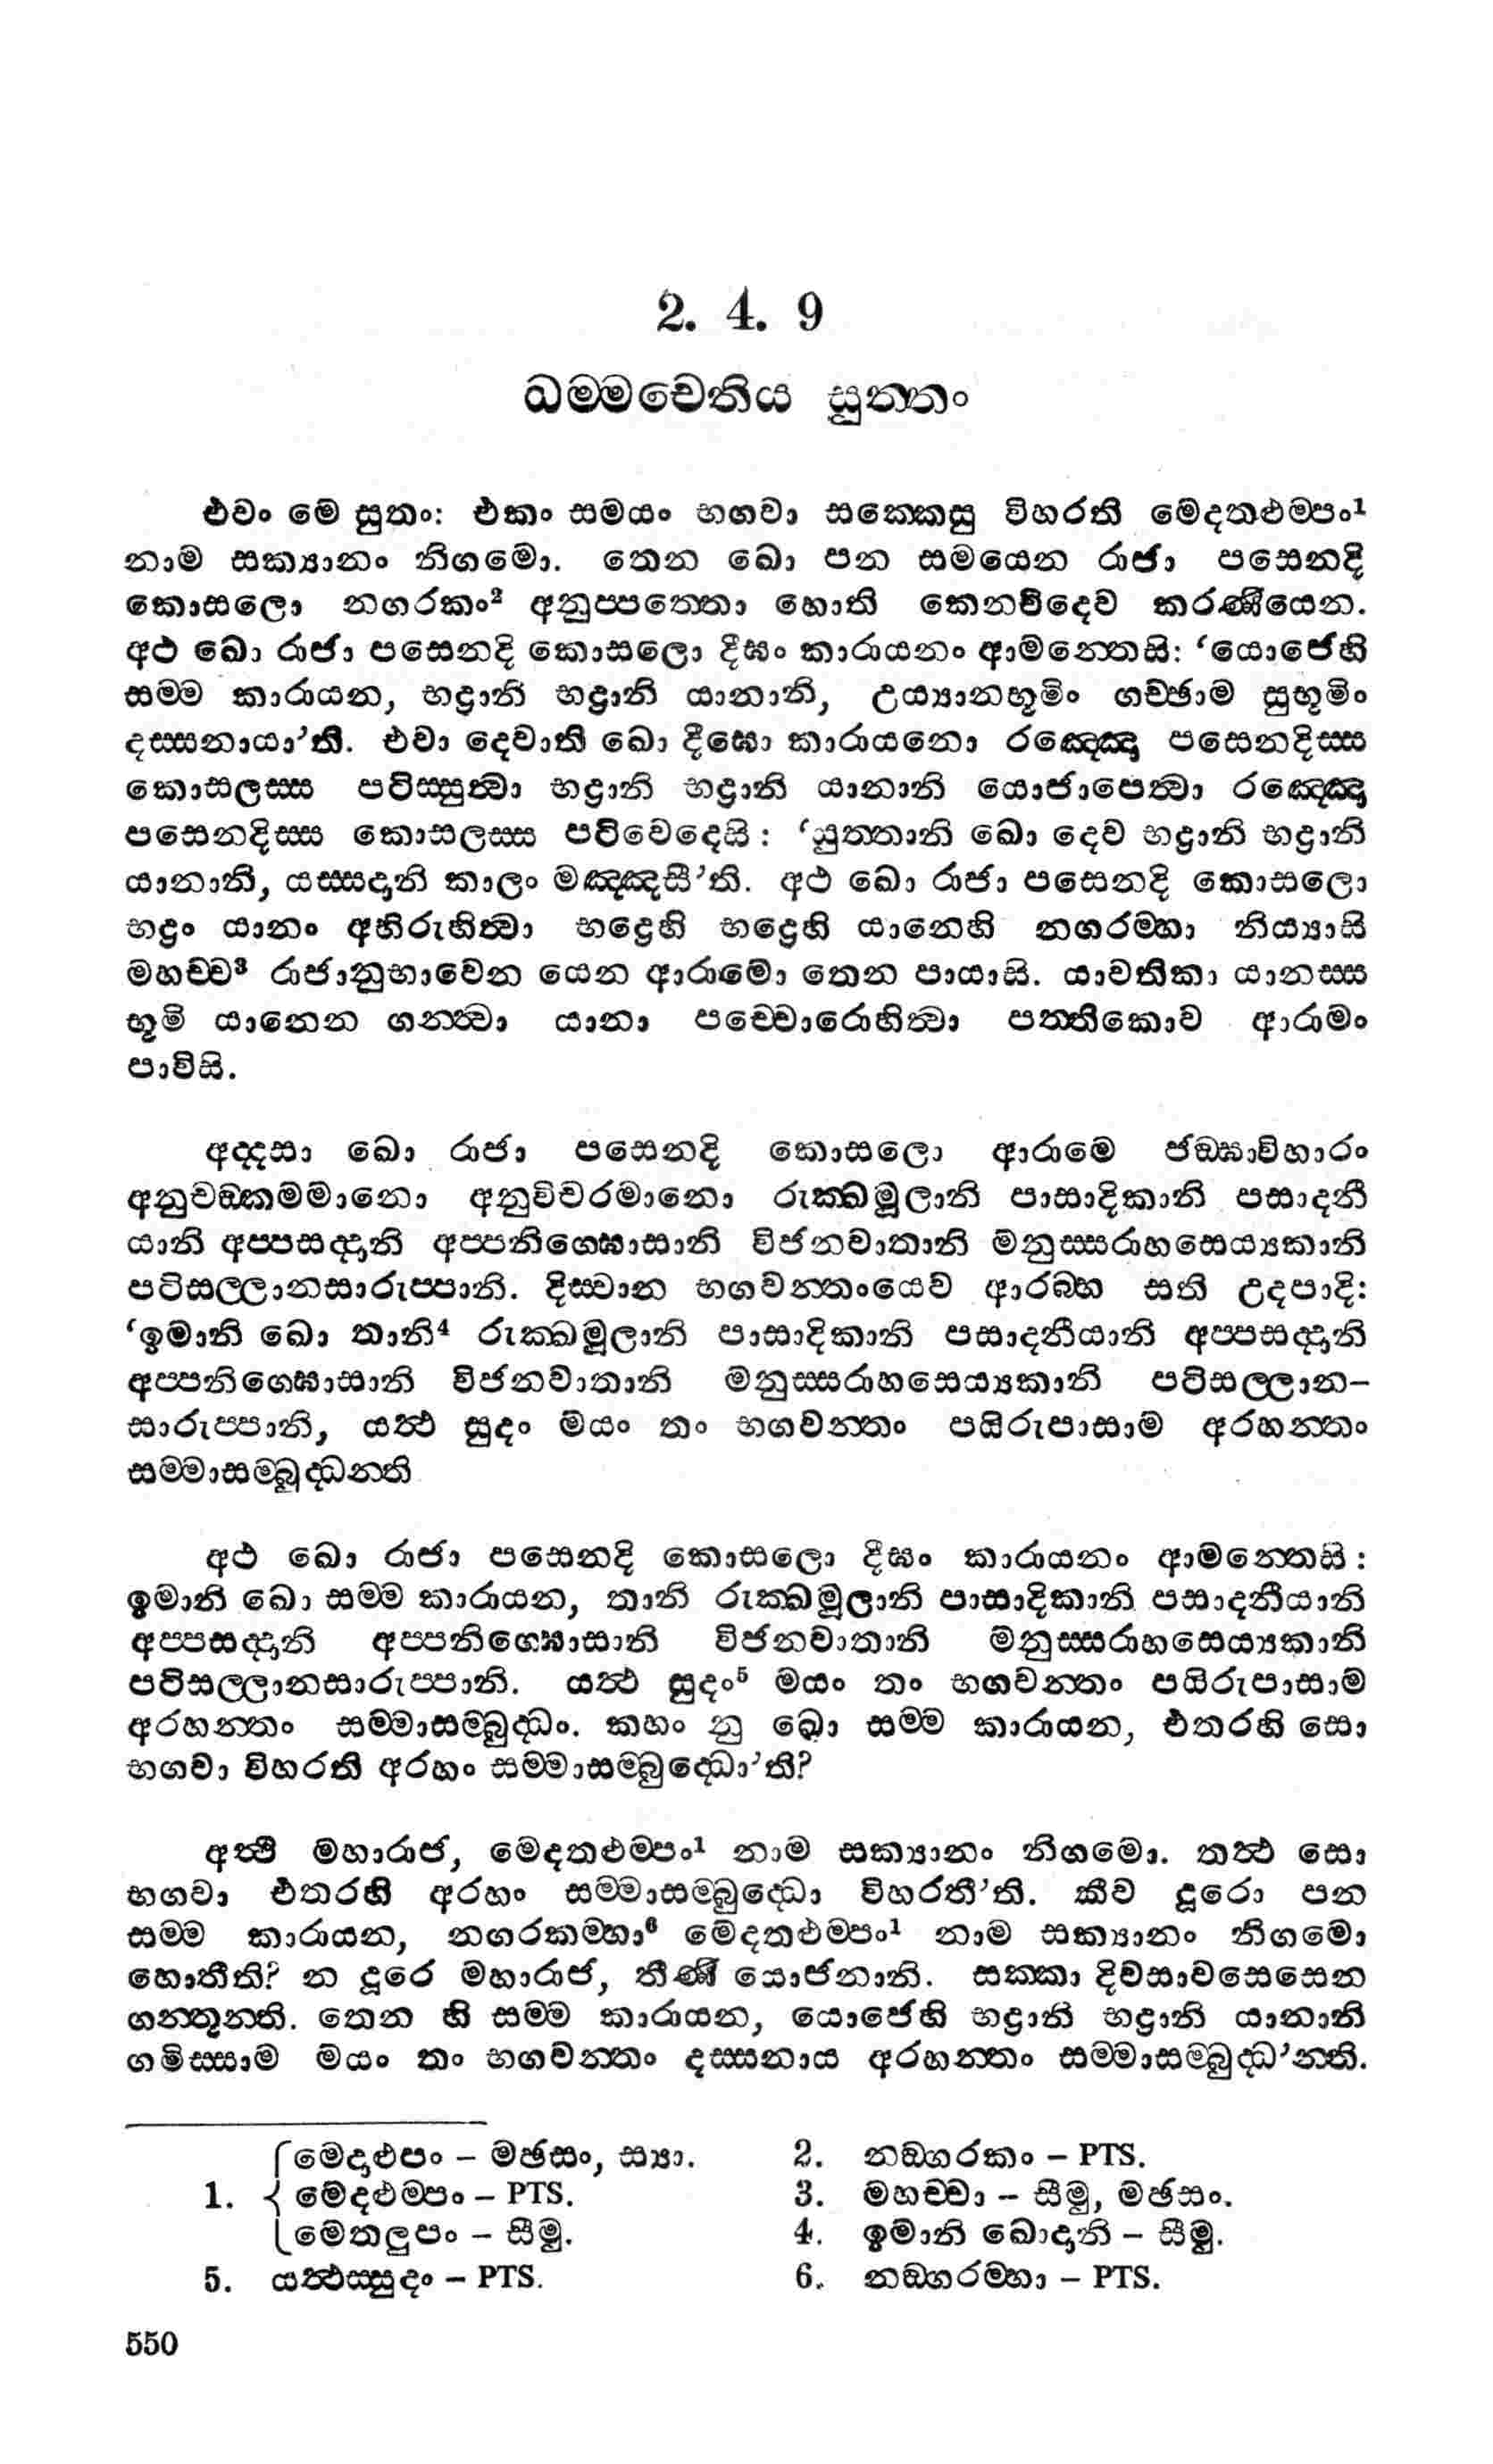 2. 4. 9
ධම්මචෙතිය සුත්තං
එවං මේ සුතං: එකං සමයං භගවා සක්කෙසු විහරති මේදතළුම්පං¹
නාම සක්‍යානං නිගමො. තෙන ඛො පන සමයෙන රාජා පසෙනදි
කොසලො නගරකං² අනුප්පත්තො හොති කෙනචිදෙව කරණීයෙන.
අථ ඛො රාජා පසෙනදි කොසලො දීඝං කාරායනං ආමන්තෙසි: ‘යොජෙහි
සම්ම කාරායන, භද්‍රානි භද්‍රානි යානානි, උය්‍යානභූමිං ගච්ඡාම සුභූමිං
දස්සනායා’ති. එවං දෙවාති ඛො දීඝො කාරායනො රඤ්ඤො පසෙනදිස්ස
කොසලස්ස පටිස්සුත්‍වා භද්‍රානි භද්‍රානි යානානි යොජාපෙත්‍වා රඤ්ඤො
පසෙනදිස්ස කොසලස්ස පටිවෙදෙසි: ‘යුත්තානි ඛො දෙව භද්‍රානි භද්‍රානි
යානානි, යස්සදානි කාලං මඤ්ඤසී’ති. අථ ඛො රාජා පසෙනදි කොසලො
භද්‍රං යානං අභිරුහිත්‍වා භද්‍රෙහි භද්‍රෙහි යානෙහි නගරම්හා නිය්‍යාසි
මහච්ච³ රාජානුභාවෙන යෙන ආරාමො තෙන පායාසි. යාවතිකා යානස්ස
භූමි යානෙන ගන්ත්‍වා යානා පච්චොරොහිත්‍වා පත්තිකොව ආරාමං
පාවිසි.
අද්දසා ඛො රාජා පසෙනදි කොසලො ආරාමෙ ජඞ්ඝාවිහාරං
අනුචඞ්කමමානො අනුවිචරමානො රුක්ඛමූලානි පාසාදිකානි පසාදනී
යානි අප්පසද්දානි අප්පනිග්ඝොසානි විජනවාතානි මනුස්සරාහසෙය්‍යකානි
පටිසල්ලානසාරුප්පානි. දිස්වාන භගවන්තංයෙව ආරබ්භ සති උදපාදි:
‘ඉමානි ඛො තානි⁴ රුක්ඛමූලානි පාසාදිකානි පසාදනීයානි අප්පසද්දානි
අප්පනිග්ඝොසානි විජනවාතානි මනුස්සරාහසෙය්‍යකානි පටිසල්ලාන-
සාරුප්පානි, යත්‍ථ සුදං මයං තං භගවන්තං පයිරුපාසාම අරහන්තං
සම්මාසම්බුද්ධන්ති
අථ ඛො රාජා පසෙනදි කොසලො දීඝං කාරායනං ආමන්තෙසි:
ඉමානි ඛො සම්ම කාරායන, තානි රුක්ඛමූලානි පාසාදිකානි පසාදනීයානි
අප්පසද්දානි අප්පනිග්ඝොසානි විජනවාතානි මනුස්සරාහසෙය්‍යකානි
පටිසල්ලානසාරුප්පානි. යත්‍ථ සුදං⁵ මයං තං භගවන්තං පයිරුපාසාම
අරහන්තං සම්මාසම්බුද්ධං. කහං නු ඛො සම්ම කාරායන, එතරහි සො
භගවා විහරති අරහං සම්මාසම්බුද්ධො’ති?
අත්‍ථි මහාරාජ, මෙදතළුම්පං¹ නාම සක්‍යානං නිගමො. තත්‍ථ සො
භගවා එතරහි අරහං සම්මාසම්බුද්ධො විහරතී’ති. කීව දූරො පන
සම්ම කාරායන, නගරකම්හා⁶ මේදතළුම්පං¹ නාම සක්‍යානං නිගමො
හොතීති? න දූරෙ මහාරාජ, තීණි යොජනානි. සක්කා දිවසාවසෙසෙන
ගන්තුන්ති. තෙන හි සම්ම කාරායන, යොජෙහි භද්‍රානි භද්‍රානි යානානි
ගමිස්සාම මයං තං භගවන්තං දස්සනාය අරහන්තං සම්මාසම්බුද්ධ’න්ති.
1. මෙදාළුපං – මඡසං, ස්‍යා.
මේදළුම්පං – PTS.
මෙතලුපං – සීමු.
2. නඞ්ගරකං – PTS.
3. මහච්චා – සීමු, මඡසං.
4. ඉමානි ඛොදානි – සීමු.
5. යත්‍ථස්සුදං – PTS.
6. නඞ්ගරම්හා – PTS.
550